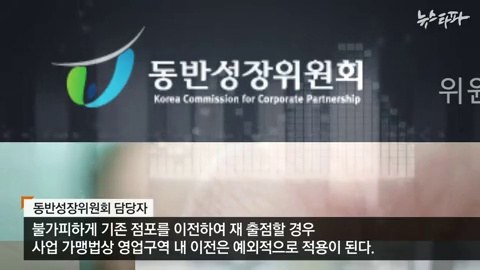 뉴스타파
동반성장위원회
Korea Commission for Corporate Partnership
위원
동반성장위원회 담당자
불가피하게 기존 점포를 이전하여 재 출점할 경우
사업 가맹법상 영업구역 내 이전은 예외적으로 적용이 된다.